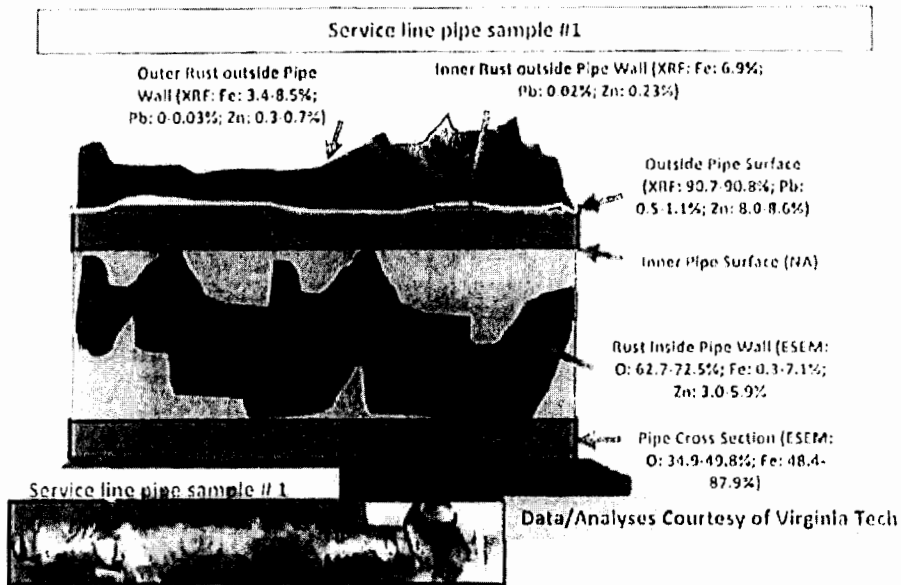 Service line pipe sample #1
Outer Rust outside Pipe
Wall (XRF: Fe: 3.4-8.5%;
Pb: 0-0.03%; Zn: 0.3-0.7%)
Inner Rust outside Pipe Wall (XRF: Fe: 6.9%;
Pb: 0.02%; Zn: 0.23%)
Outside Pipe Surface
(XRF: 90.7-90.8%; Pb:
0.5-1.1%; Zn: 8.0-8.6%)
Inner Pipe Surface (NA)
Rust Inside Pipe Wall (ESEM:
O: 62.7-72.5%; Fe: 0.3-7.1%;
Zn: 3.0-5.9%
Pipe Cross Section (ESEM:
O: 34.9-49.8%; Fe: 48.4-
87.9%)
Service line pipe sample # 1
Data/Analyses Courtesy of Virginia Tech